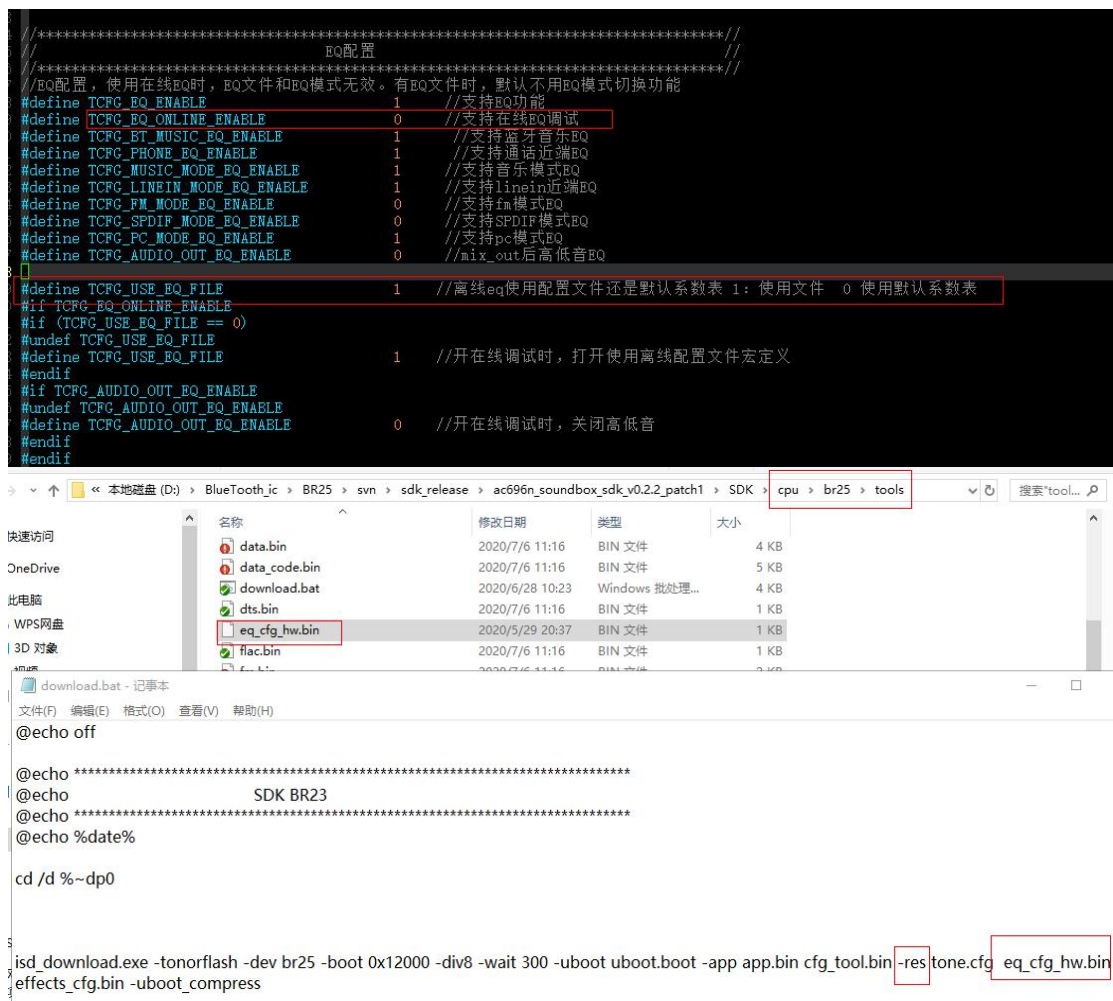 //*****************************************************************************//
// EQ配置 //
//*****************************************************************************//
//EQ配置，使用在线EQ时，EQ文件和EQ模式无效。有EQ文件时，默认不用EQ模式切换功能
#define TCFG_EQ_ENABLE 1 //支持EQ功能
#define TCFG_EQ_ONLINE_ENABLE 0 //支持在线EQ调试
#define TCFG_BT_MUSIC_EQ_ENABLE 1 //支持蓝牙音乐EQ
#define TCFG_PHONE_EQ_ENABLE 1 //支持通话近端EQ
#define TCFG_MUSIC_MODE_EQ_ENABLE 1 //支持音乐模式EQ
#define TCFG_LINEIN_MODE_EQ_ENABLE 1 //支持linein近端EQ
#define TCFG_FM_MODE_EQ_ENABLE 0 //支持fm模式EQ
#define TCFG_SPDIF_MODE_EQ_ENABLE 0 //支持SPDIF模式EQ
#define TCFG_PC_MODE_EQ_ENABLE 1 //支持pc模式EQ
#define TCFG_AUDIO_OUT_EQ_ENABLE 0 //mix_out后高低音EQ
#define TCFG_USE_EQ_FILE 1 //离线eq使用配置文件还是默认系数表 1：使用文件 0 使用默认系数表
#if TCFG_EQ_ONLINE_ENABLE
#if (TCFG_USE_EQ_FILE == 0)
#undef TCFG_USE_EQ_FILE
#define TCFG_USE_EQ_FILE 1 //开在线调试时，打开使用离线配置文件宏定义
#endif
#if TCFG_AUDIO_OUT_EQ_ENABLE
#undef TCFG_AUDIO_OUT_EQ_ENABLE
#define TCFG_AUDIO_OUT_EQ_ENABLE 0 //开在线调试时，关闭高低音
#endif
#endif
« 本地磁盘 (D:) › BlueTooth_ic › BR25 › svn › sdk_release › ac696n_soundbox_sdk_v0.2.2_patch1 › SDK › cpu › br25 › tools 搜索"tool...
名称 修改日期 类型 大小
快速访问
data.bin 2020/7/6 11:16 BIN 文件 4 KB
OneDrive
data_code.bin 2020/7/6 11:16 BIN 文件 5 KB
download.bat 2020/6/28 10:23 Windows 批处理... 4 KB
此电脑
dts.bin 2020/7/6 11:16 BIN 文件 1 KB
WPS网盘
eq_cfg_hw.bin 2020/5/29 20:37 BIN 文件 1 KB
3D 对象
flac.bin 2020/7/6 11:16 BIN 文件 1 KB
download.bat - 记事本
文件(F) 编辑(E) 格式(O) 查看(V) 帮助(H)
@echo off
@echo ********************************************************************************
@echo SDK BR23
@echo ********************************************************************************
@echo %date%
cd /d %~dp0
isd_download.exe -tonorflash -dev br25 -boot 0x12000 -div8 -wait 300 -uboot uboot.boot -app app.bin cfg_tool.bin -res tone.cfg eq_cfg_hw.bin
effects_cfg.bin -uboot_compress